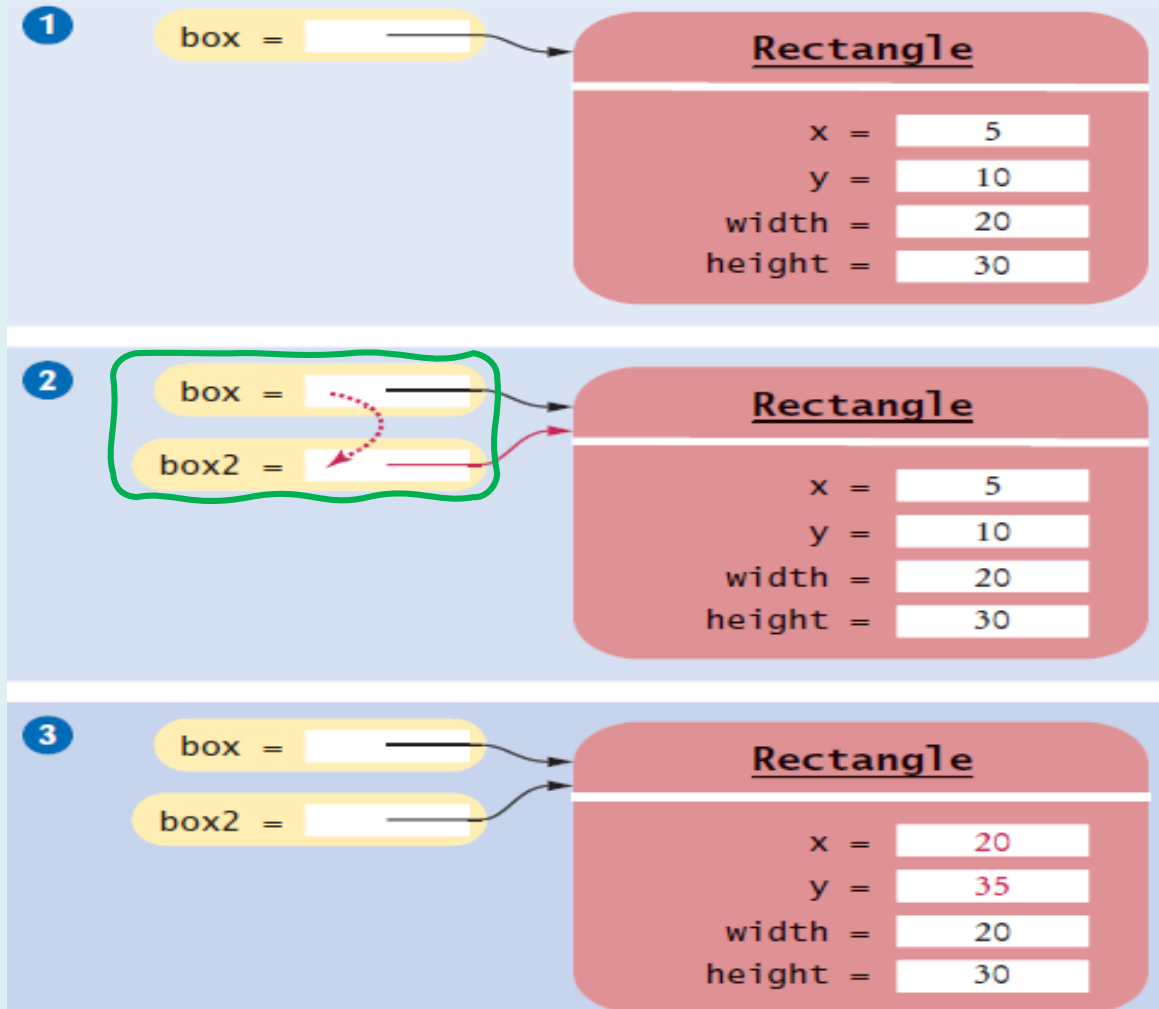 1
box =
Rectangle
x = 5
y = 10
width = 20
height = 30
2
box =
box2 =
Rectangle
x = 5
y = 10
width = 20
height = 30
3
box =
box2 =
Rectangle
x = 20
y = 35
width = 20
height = 30